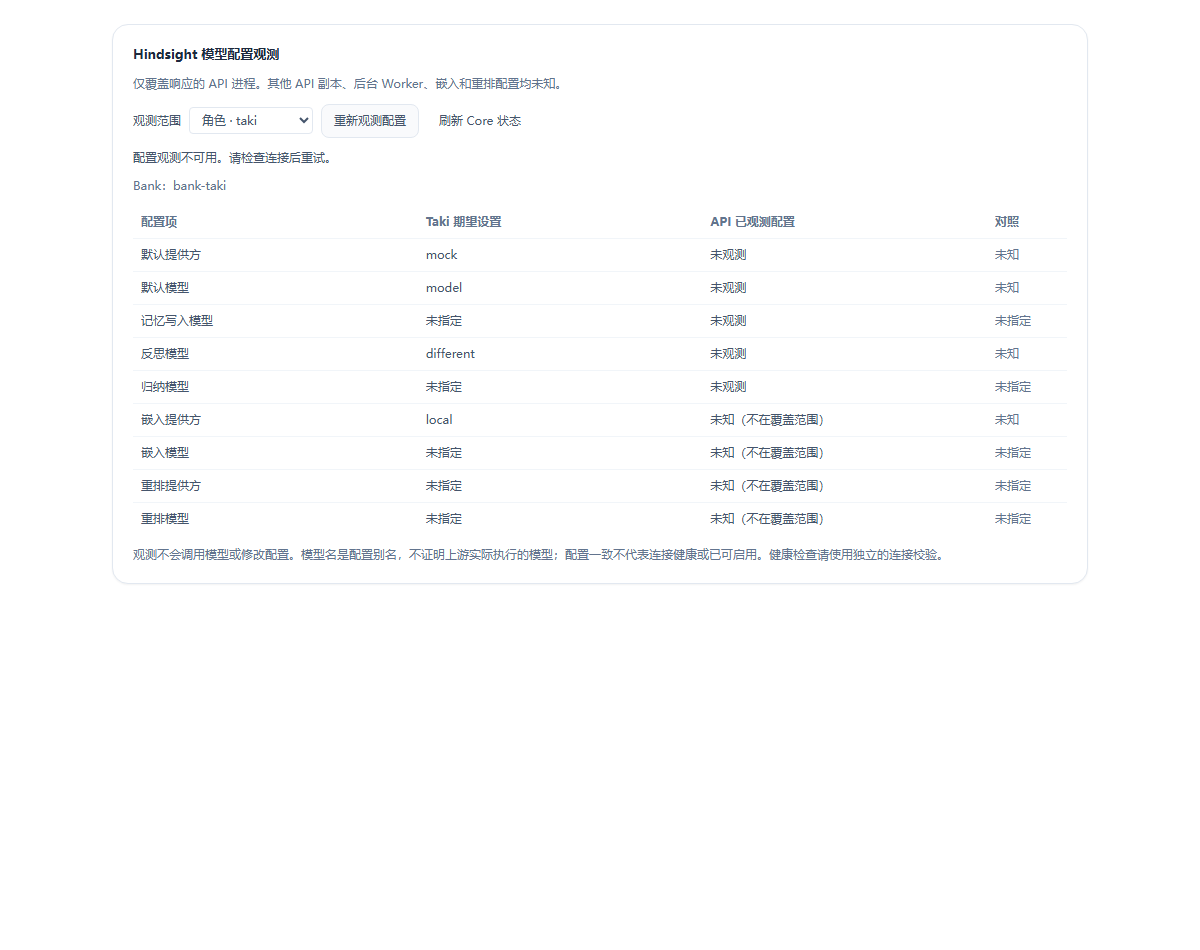 Hindsight 模型配置观测
仅覆盖响应的 API 进程。其他 API 副本、后台 Worker、嵌入和重排配置均未知。
观测范围 角色 · taki 重新观测配置 刷新 Core 状态
配置观测不可用。请检查连接后重试。
Bank：bank-taki
配置项 Taki 期望设置 API 已观测配置 对照
默认提供方 mock 未观测 未知
默认模型 model 未观测 未知
记忆写入模型 未指定 未观测 未指定
反思模型 different 未观测 未知
归纳模型 未指定 未观测 未指定
嵌入提供方 local 未知（不在覆盖范围） 未知
嵌入模型 未指定 未知（不在覆盖范围） 未指定
重排提供方 未指定 未知（不在覆盖范围） 未指定
重排模型 未指定 未知（不在覆盖范围） 未指定
观测不会调用模型或修改配置。模型名是配置别名，不证明上游实际执行的模型；配置一致不代表连接健康或已可启用。健康检查请使用独立的连接校验。